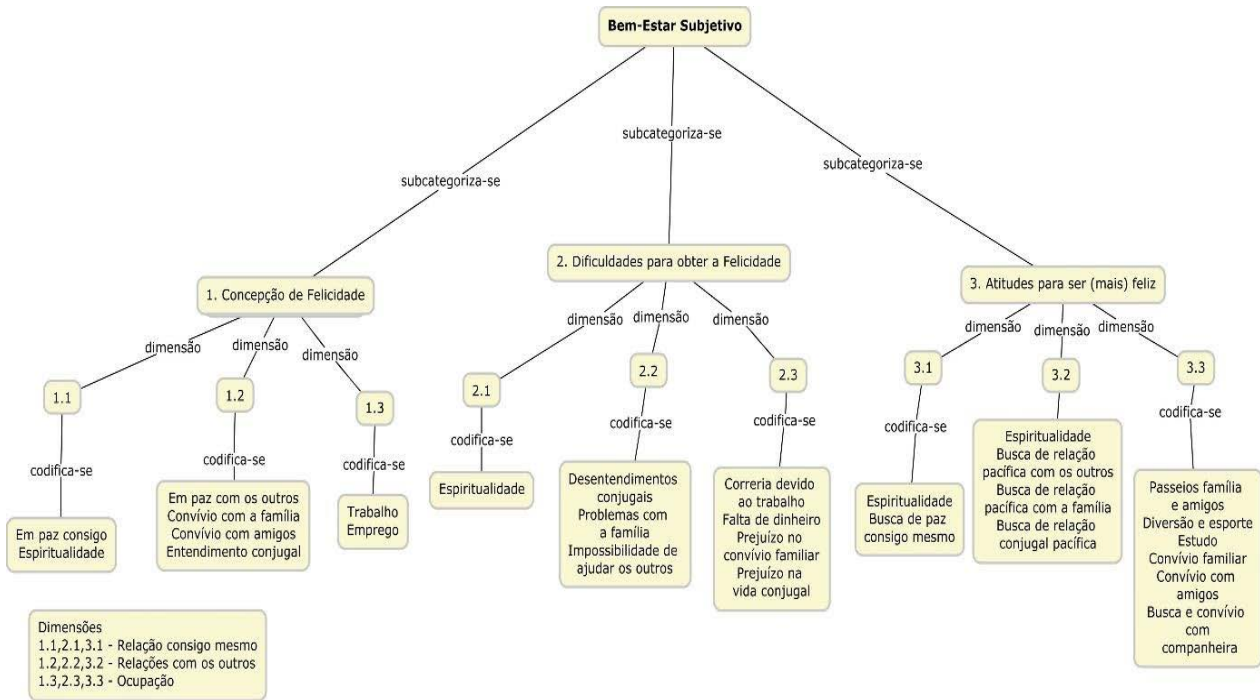 Bem-Estar Subjetivo
subcategoriza-se
subcategoriza-se
subcategoriza-se
1. Concepção de Felicidade
2. Dificuldades para obter a Felicidade
3. Atitudes para ser (mais) feliz
dimensão
dimensão
dimensão
1.1
1.2
1.3
codifica-se
codifica-se
codifica-se
Em paz consigo
Espiritualidade
Em paz com os outros
Convívio com a família
Convívio com amigos
Entendimento conjugal
Trabalho
Emprego
dimensão
dimensão
dimensão
2.1
2.2
2.3
codifica-se
codifica-se
codifica-se
Espiritualidade
Desentendimentos
conjugais
Problemas com
a família
Impossibilidade de
ajudar os outros
Correria devido
ao trabalho
Falta de dinheiro
Prejuízo no
convívio familiar
Prejuízo na
vida conjugal
dimensão
dimensão
dimensão
3.1
3.2
3.3
codifica-se
codifica-se
codifica-se
Espiritualidade
Busca de paz
consigo mesmo
Espiritualidade
Busca de relação
pacífica com os outros
Busca de relação
pacífica com a família
Busca de relação
conjugal pacífica
Passeios família
e amigos
Diversão e esporte
Estudo
Convívio familiar
Convívio com
amigos
Busca e convívio
com
companheira
Dimensões
1.1,2.1,3.1 - Relação consigo mesmo
1.2,2.2,3.2 - Relações com os outros
1.3,2.3,3.3 - Ocupação